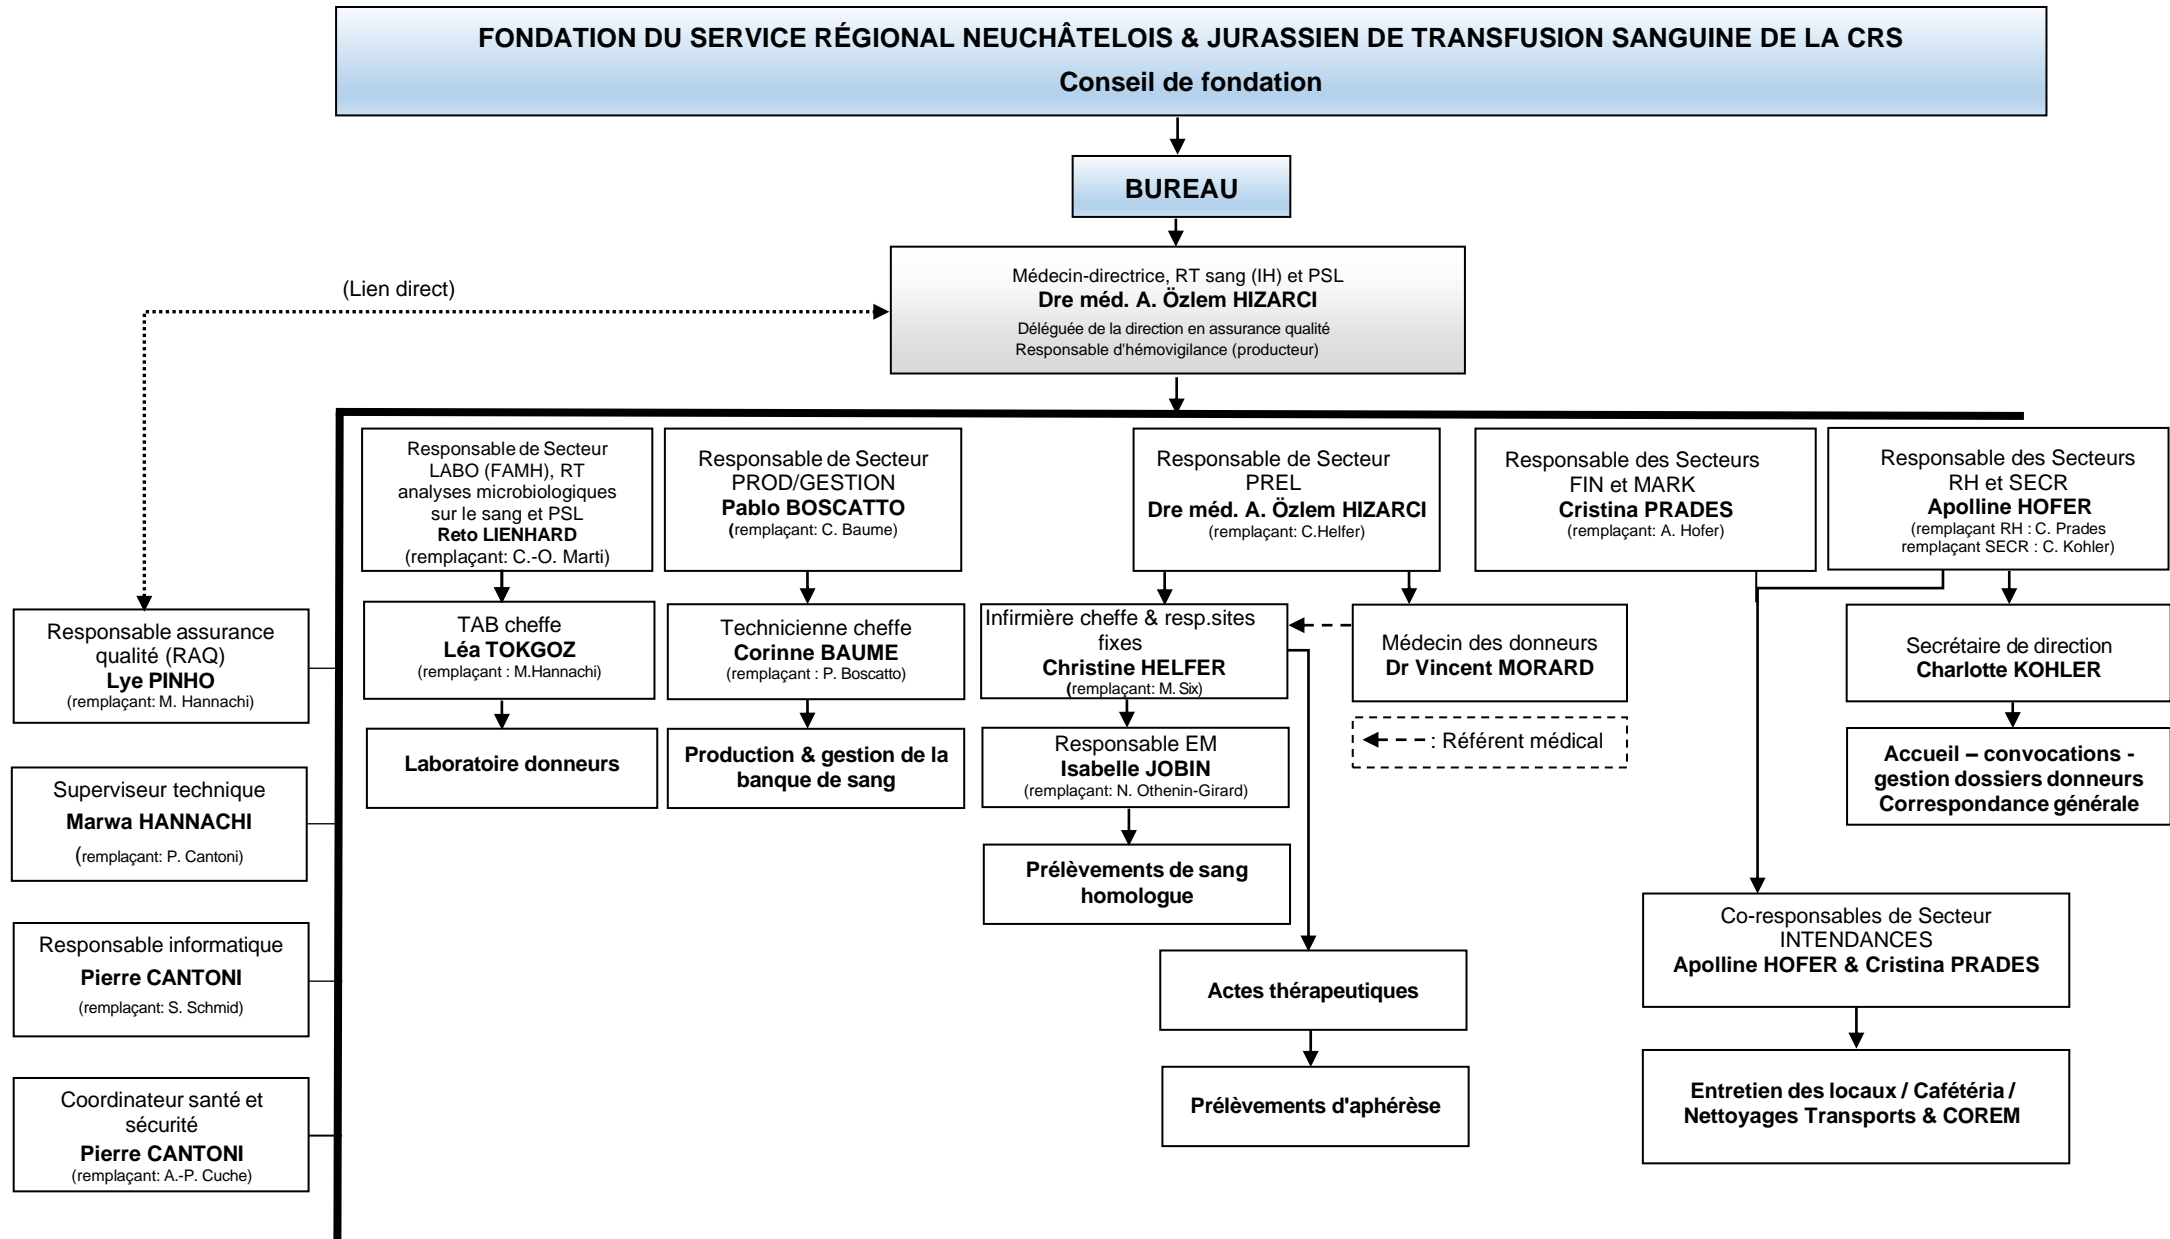 FONDATION DU SERVICE RÉGIONAL NEUCHÂTELOIS & JURASSIEN DE TRANSFUSION SANGUINE DE LA CRS
Conseil de fondation
BUREAU
Médecin-directrice, RT sang (IH) et PSL
Dre méd. A. Özlem HIZARCI
Déléguée de la direction en assurance qualité
Responsable d'hémovigilance (producteur)
(Lien direct)
Responsable de Secteur
LABO (FAMH), RT
analyses microbiologiques
sur le sang et PSL
Reto LIENHARD
(remplaçant: C.-O. Marti)
Responsable de Secteur
PROD/GESTION
Pablo BOSCATTO
(remplaçant: C. Baume)
Responsable de Secteur
PREL
Dre méd. A. Özlem HIZARCI
(remplaçant: C.Helfer)
Responsable des Secteurs
FIN et MARK
Cristina PRADES
(remplaçant: A. Hofer)
Responsable des Secteurs
RH et SECR
Apolline HOFER
(remplaçant RH : C. Prades
remplaçant SECR : C. Kohler)
Responsable assurance
qualité (RAQ)
Lye PINHO
(remplaçant: M. Hannachi)
TAB cheffe
Léa TOKGOZ
(remplaçant : M.Hannachi)
Technicienne cheffe
Corinne BAUME
(remplaçant : P. Boscatto)
Infirmière cheffe & resp.sites
fixes
Christine HELFER
(remplaçant: M. Six)
Médecin des donneurs
Dr Vincent MORARD
Secrétaire de direction
Charlotte KOHLER
: Référent médical
Laboratoire donneurs
Production & gestion de la
banque de sang
Responsable EM
Isabelle JOBIN
(remplaçant: N. Othenin-Girard)
Accueil – convocations -
gestion dossiers donneurs
Correspondance générale
Superviseur technique
Marwa HANNACHI
(remplaçant: P. Cantoni)
Prélèvements de sang
homologue
Responsable informatique
Pierre CANTONI
(remplaçant: S. Schmid)
Actes thérapeutiques
Co-responsables de Secteur
INTENDANCES
Apolline HOFER & Cristina PRADES
Coordinateur santé et
sécurité
Pierre CANTONI
(remplaçant: A.-P. Cuche)
Prélèvements d'aphérèse
Entretien des locaux / Cafétéria /
Nettoyages Transports & COREM